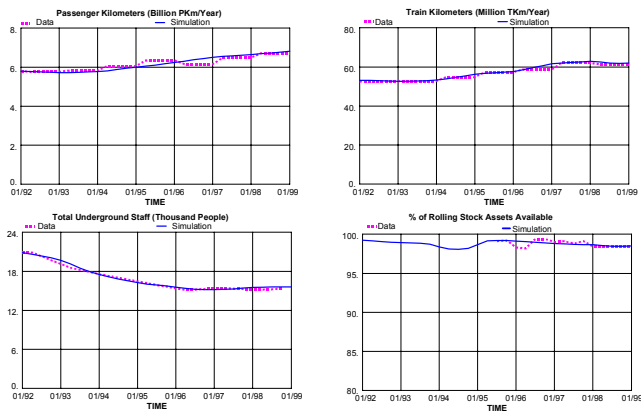 Passenger Kilometers (Billion PKm/Year)
Data Simulation
8.
6.
4.
2.
0.
01/92 01/93 01/94 01/95 01/96 01/97 01/98 01/99
TIME
Train Kilometers (Million TKm/Year)
Data Simulation
80.
60.
40.
20.
0.
01/92 01/93 01/94 01/95 01/96 01/97 01/98 01/99
TIME
Total Underground Staff (Thousand People)
Data Simulation
24.
18.
12.
6.
0.
01/92 01/93 01/94 01/95 01/96 01/97 01/98 01/99
TIME
% of Rolling Stock Assets Available
Data Simulation
100.
95.
90.
85.
80.
01/92 01/93 01/94 01/95 01/96 01/97 01/98 01/99
TIME